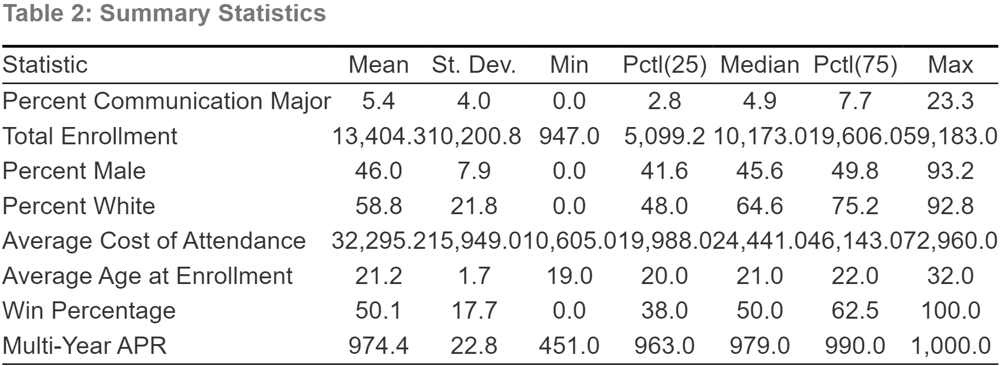 Table 2: Summary Statistics
Statistic Mean St. Dev. Min Pctl(25) Median Pctl(75) Max
Percent Communication Major 5.4 4.0 0.0 2.8 4.9 7.7 23.3
Total Enrollment 13,404.3 10,200.8 947.0 5,099.2 10,173.0 19,606.0 59,183.0
Percent Male 46.0 7.9 0.0 41.6 45.6 49.8 93.2
Percent White 58.8 21.8 0.0 48.0 64.6 75.2 92.8
Average Cost of Attendance 32,295.2 15,949.0 10,605.0 19,988.0 24,441.0 46,143.0 72,960.0
Average Age at Enrollment 21.2 1.7 19.0 20.0 21.0 22.0 32.0
Win Percentage 50.1 17.7 0.0 38.0 50.0 62.5 100.0
Multi-Year APR 974.4 22.8 451.0 963.0 979.0 990.0 1,000.0